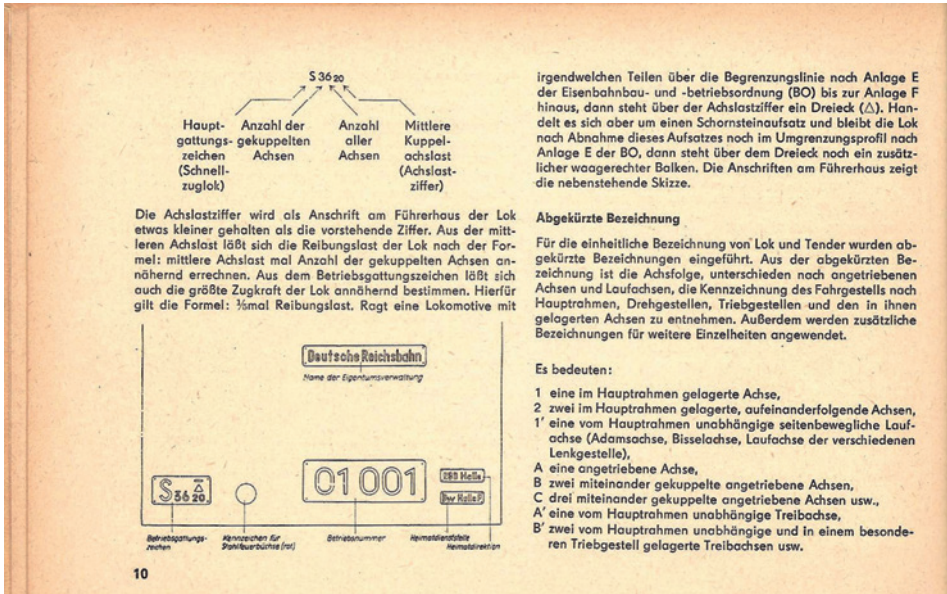 S 36 20
Haupt-
gattungs-
zeichen
(Schnell-
zuglok)
Anzahl der
gekuppelten
Achsen
Anzahl
aller
Achsen
Mittlere
Kuppel-
achslast
(Achslast-
ziffer)
Die Achslastziffer wird als Anschrift am Führerhaus der Lok
etwas kleiner gehalten als die vorstehende Ziffer. Aus der mitt-
leren Achslast läßt sich die Reibungslast der Lok nach der For-
mel: mittlere Achslast mal Anzahl der gekuppelten Achsen an-
nähernd errechnen. Aus dem Betriebsgattungszeichen läßt sich
auch die größte Zugkraft der Lok annähernd bestimmen. Hierfür
gilt die Formel: mal Reibungslast. Ragt eine Lokomotive mit
Deutsche Reichsbahn
Name der Eigentumsverwaltung
S 36 20
01 001
283 Halle
Bw Halle P
Betriebsgattungs-
zeichen
Kennzeichen für
Stahlfeuerbüchse (rot)
Betriebsnummer
Heimatdienststelle
Heimatdirektion
10
irgendwelchen Teilen über die Begrenzungslinie nach Anlage E
der Eisenbahnbau- und -betriebsordnung (BO) bis zur Anlage F
hinaus, dann steht über der Achslastziffer ein Dreieck (△). Han-
delt es sich aber um einen Schornsteinaufsatz und bleibt die Lok
nach Abnahme dieses Aufsatzes noch im Umgrenzungsprofil nach
Anlage E der BO, dann steht über dem Dreieck noch ein zusätz-
licher waagerechter Balken. Die Anschriften am Führerhaus zeigt
die nebenstehende Skizze.
Abgekürzte Bezeichnung
Für die einheitliche Bezeichnung von Lok und Tender wurden ab-
gekürzte Bezeichnungen eingeführt. Aus der abgekürzten Be-
zeichnung ist die Achsfolge, unterschieden nach angetriebenen
Achsen und Laufachsen, die Kennzeichnung des Fahrgestells nach
Hauptrahmen, Drehgestellen, Triebgestellen und den in ihnen
gelagerten Achsen zu entnehmen. Außerdem werden zusätzliche
Bezeichnungen für weitere Einzelheiten angewendet.
Es bedeuten:
1 eine im Hauptrahmen gelagerte Achse,
2 zwei im Hauptrahmen gelagerte, aufeinanderfolgende Achsen,
1' eine vom Hauptrahmen unabhängige seitenbewegliche Lauf-
achse (Adamsachse, Bisselachse, Laufachse der verschiedenen
Lenkgestelle),
A eine angetriebene Achse,
B zwei miteinander gekuppelte angetriebene Achsen,
C drei miteinander gekuppelte angetriebene Achsen usw.,
A' eine vom Hauptrahmen unabhängige Treibachse,
B' zwei vom Hauptrahmen unabhängige und in einem besonde-
ren Triebgestell gelagerte Treibachsen usw.